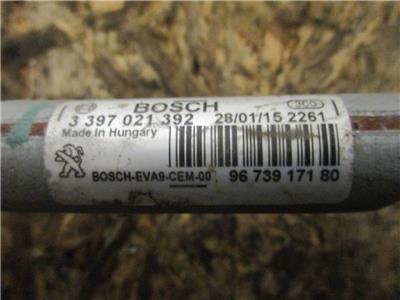 BOSCH
3 397 021 392 28/01/15 2261
Made in Hungary
BOSCH-EVA9-CEM-00 96 739 171 80